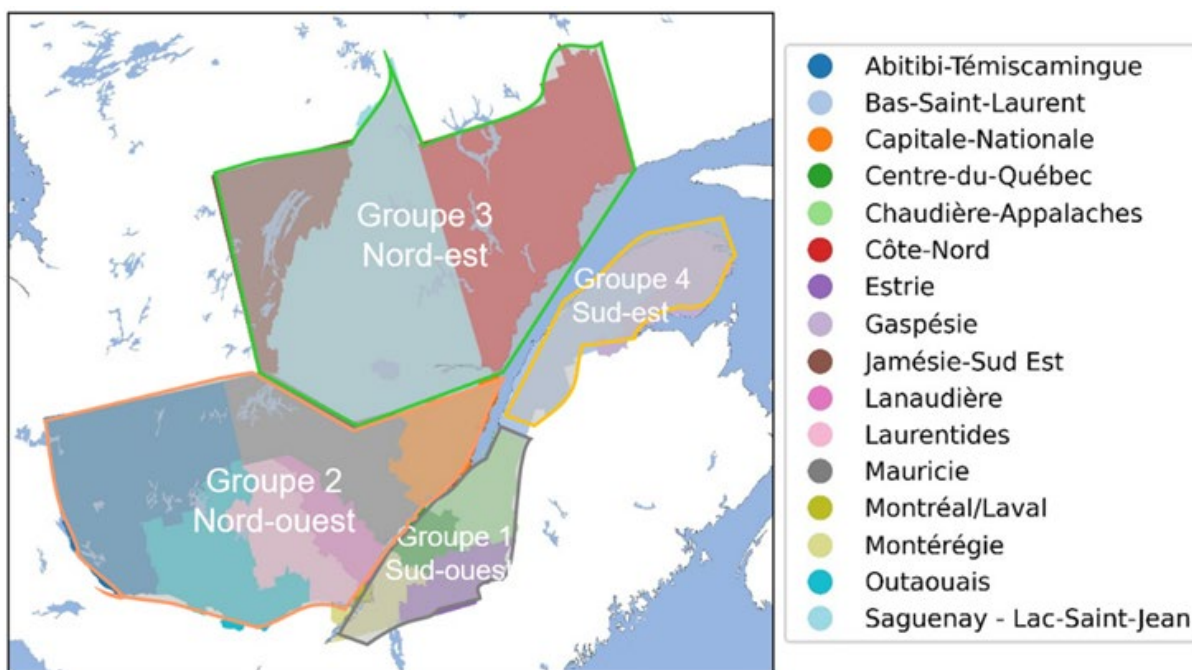 Groupe 3
Nord-est
Groupe 4
Sud-est
Groupe 2
Nord-ouest
Groupe 1
Sud-ouest
Abitibi-Témiscamingue
Bas-Saint-Laurent
Capitale-Nationale
Centre-du-Québec
Chaudière-Appalaches
Côte-Nord
Estrie
Gaspésie
Jamésie-Sud Est
Lanaudière
Laurentides
Mauricie
Montréal/Laval
Montérégie
Outaouais
Saguenay - Lac-Saint-Jean